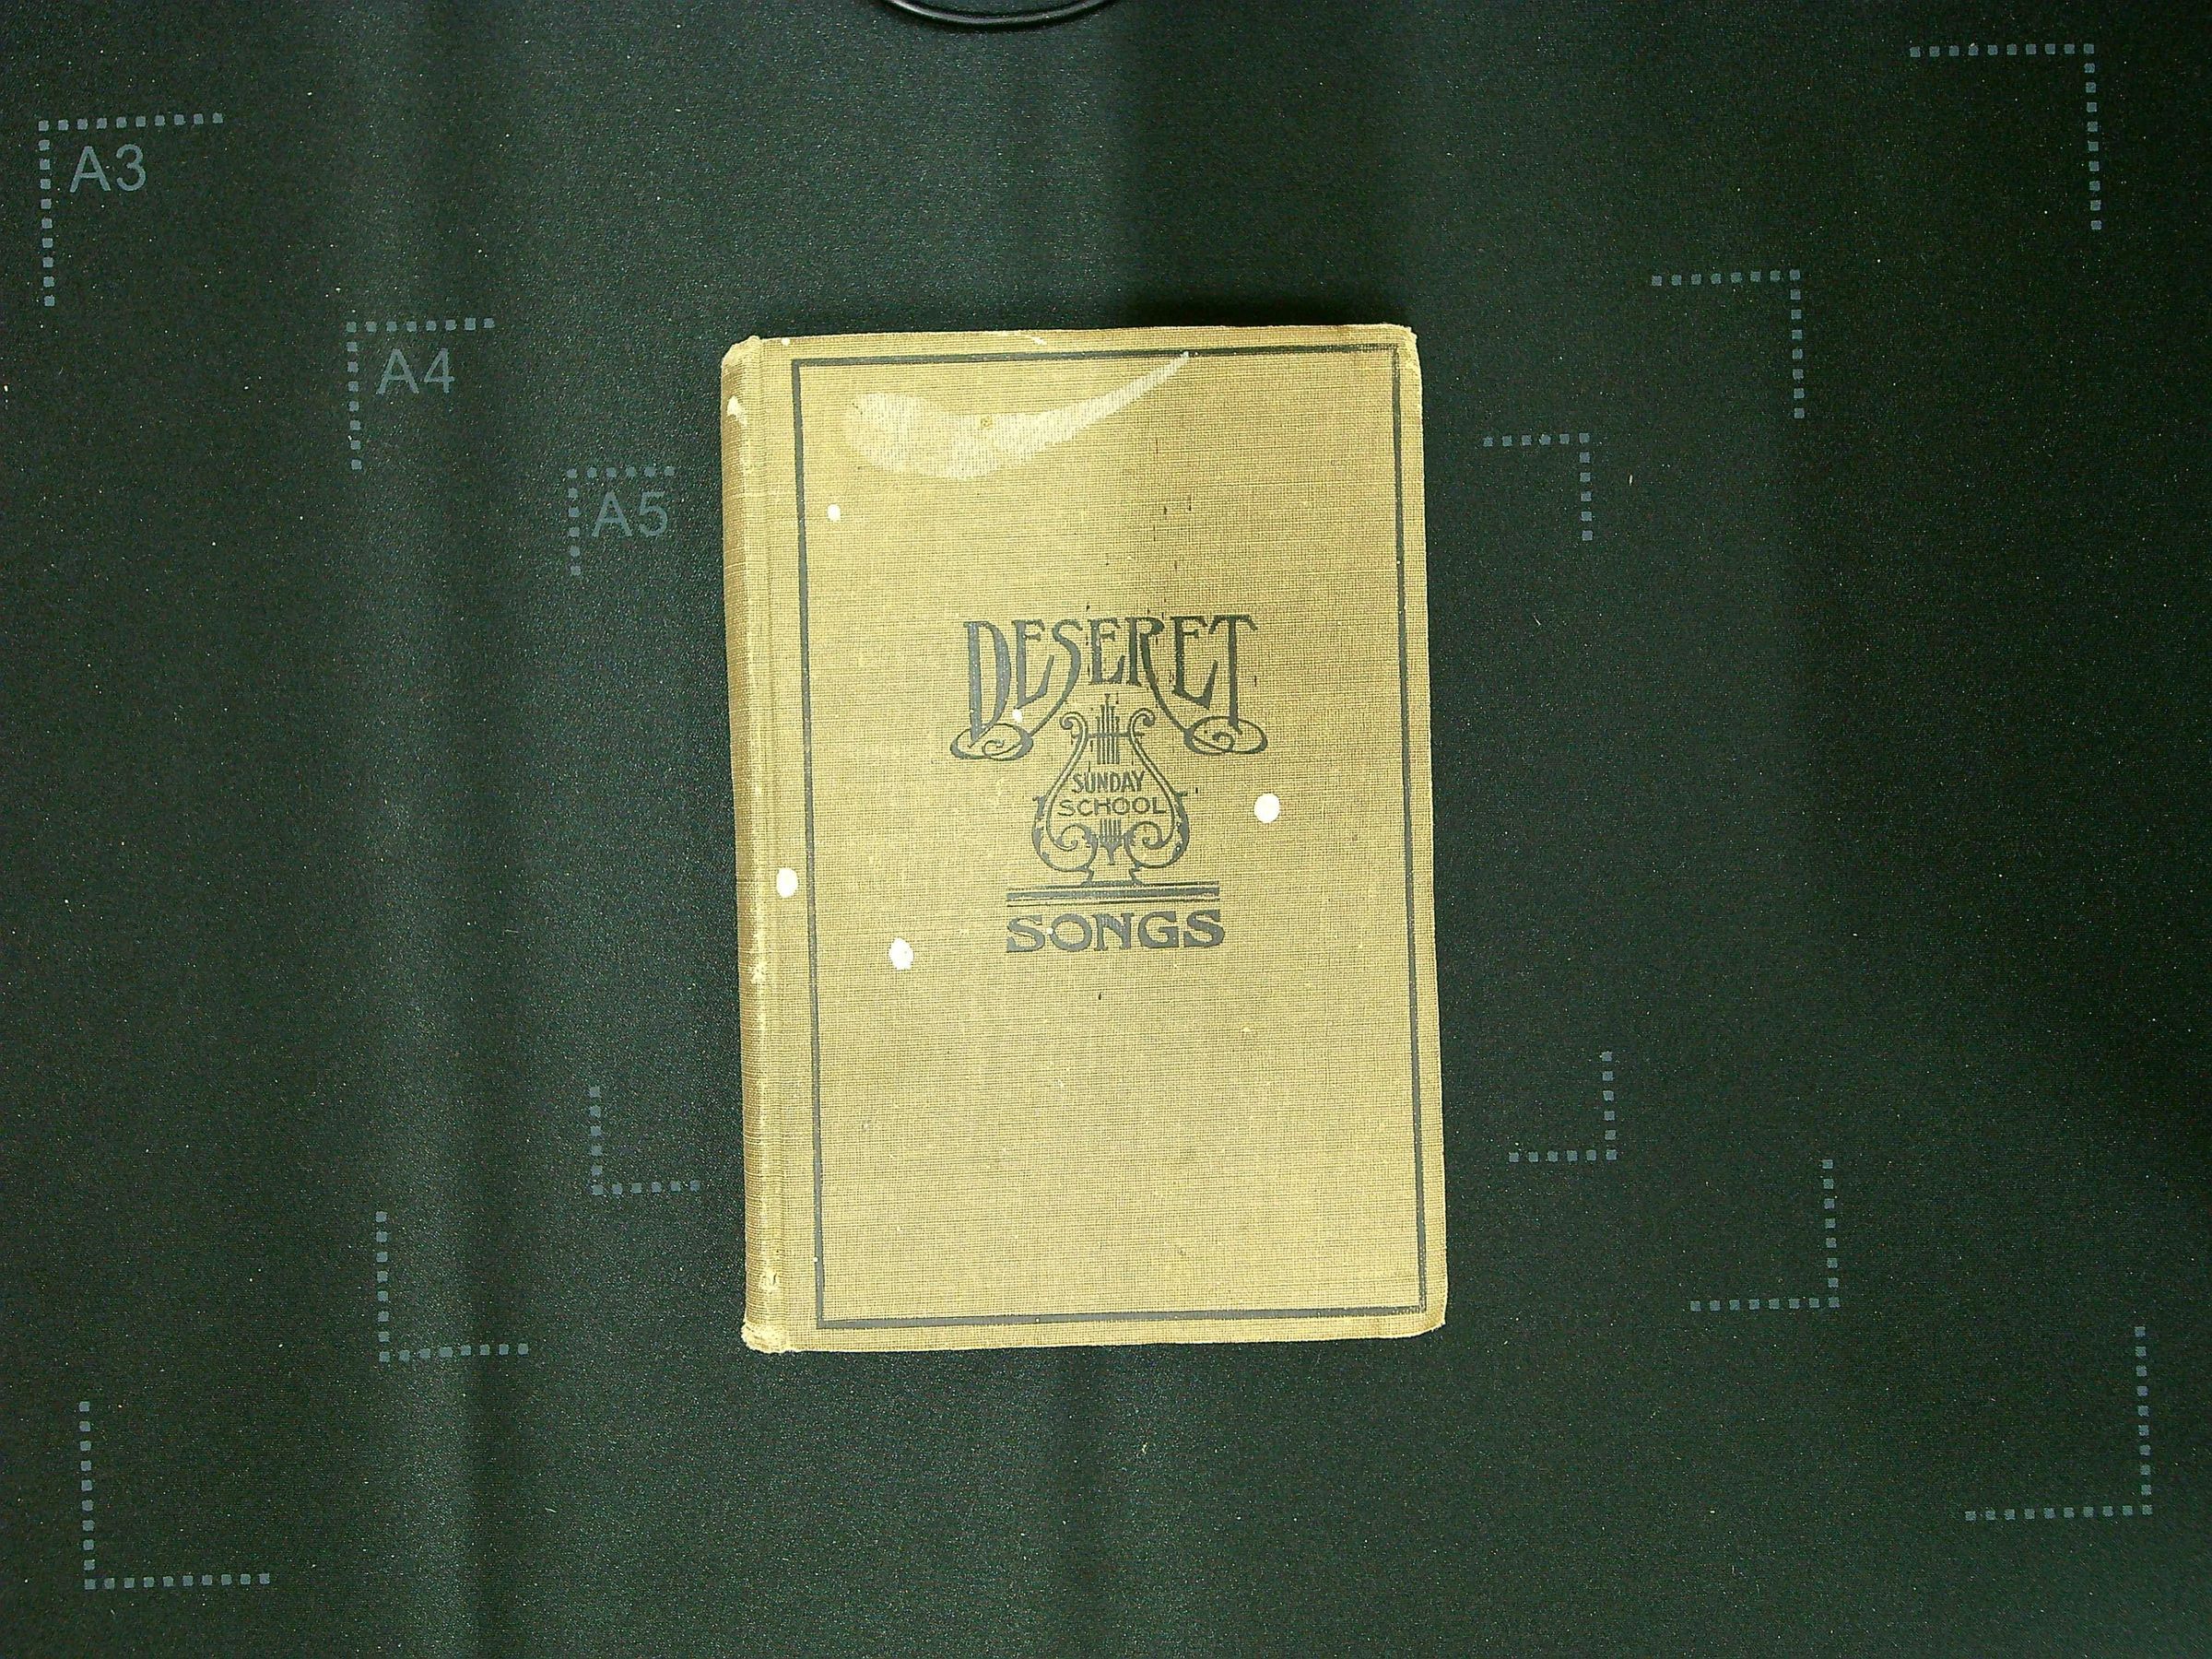 A3
A4
A5
DESERET
SUNDAY
SCHOOL
SONGS